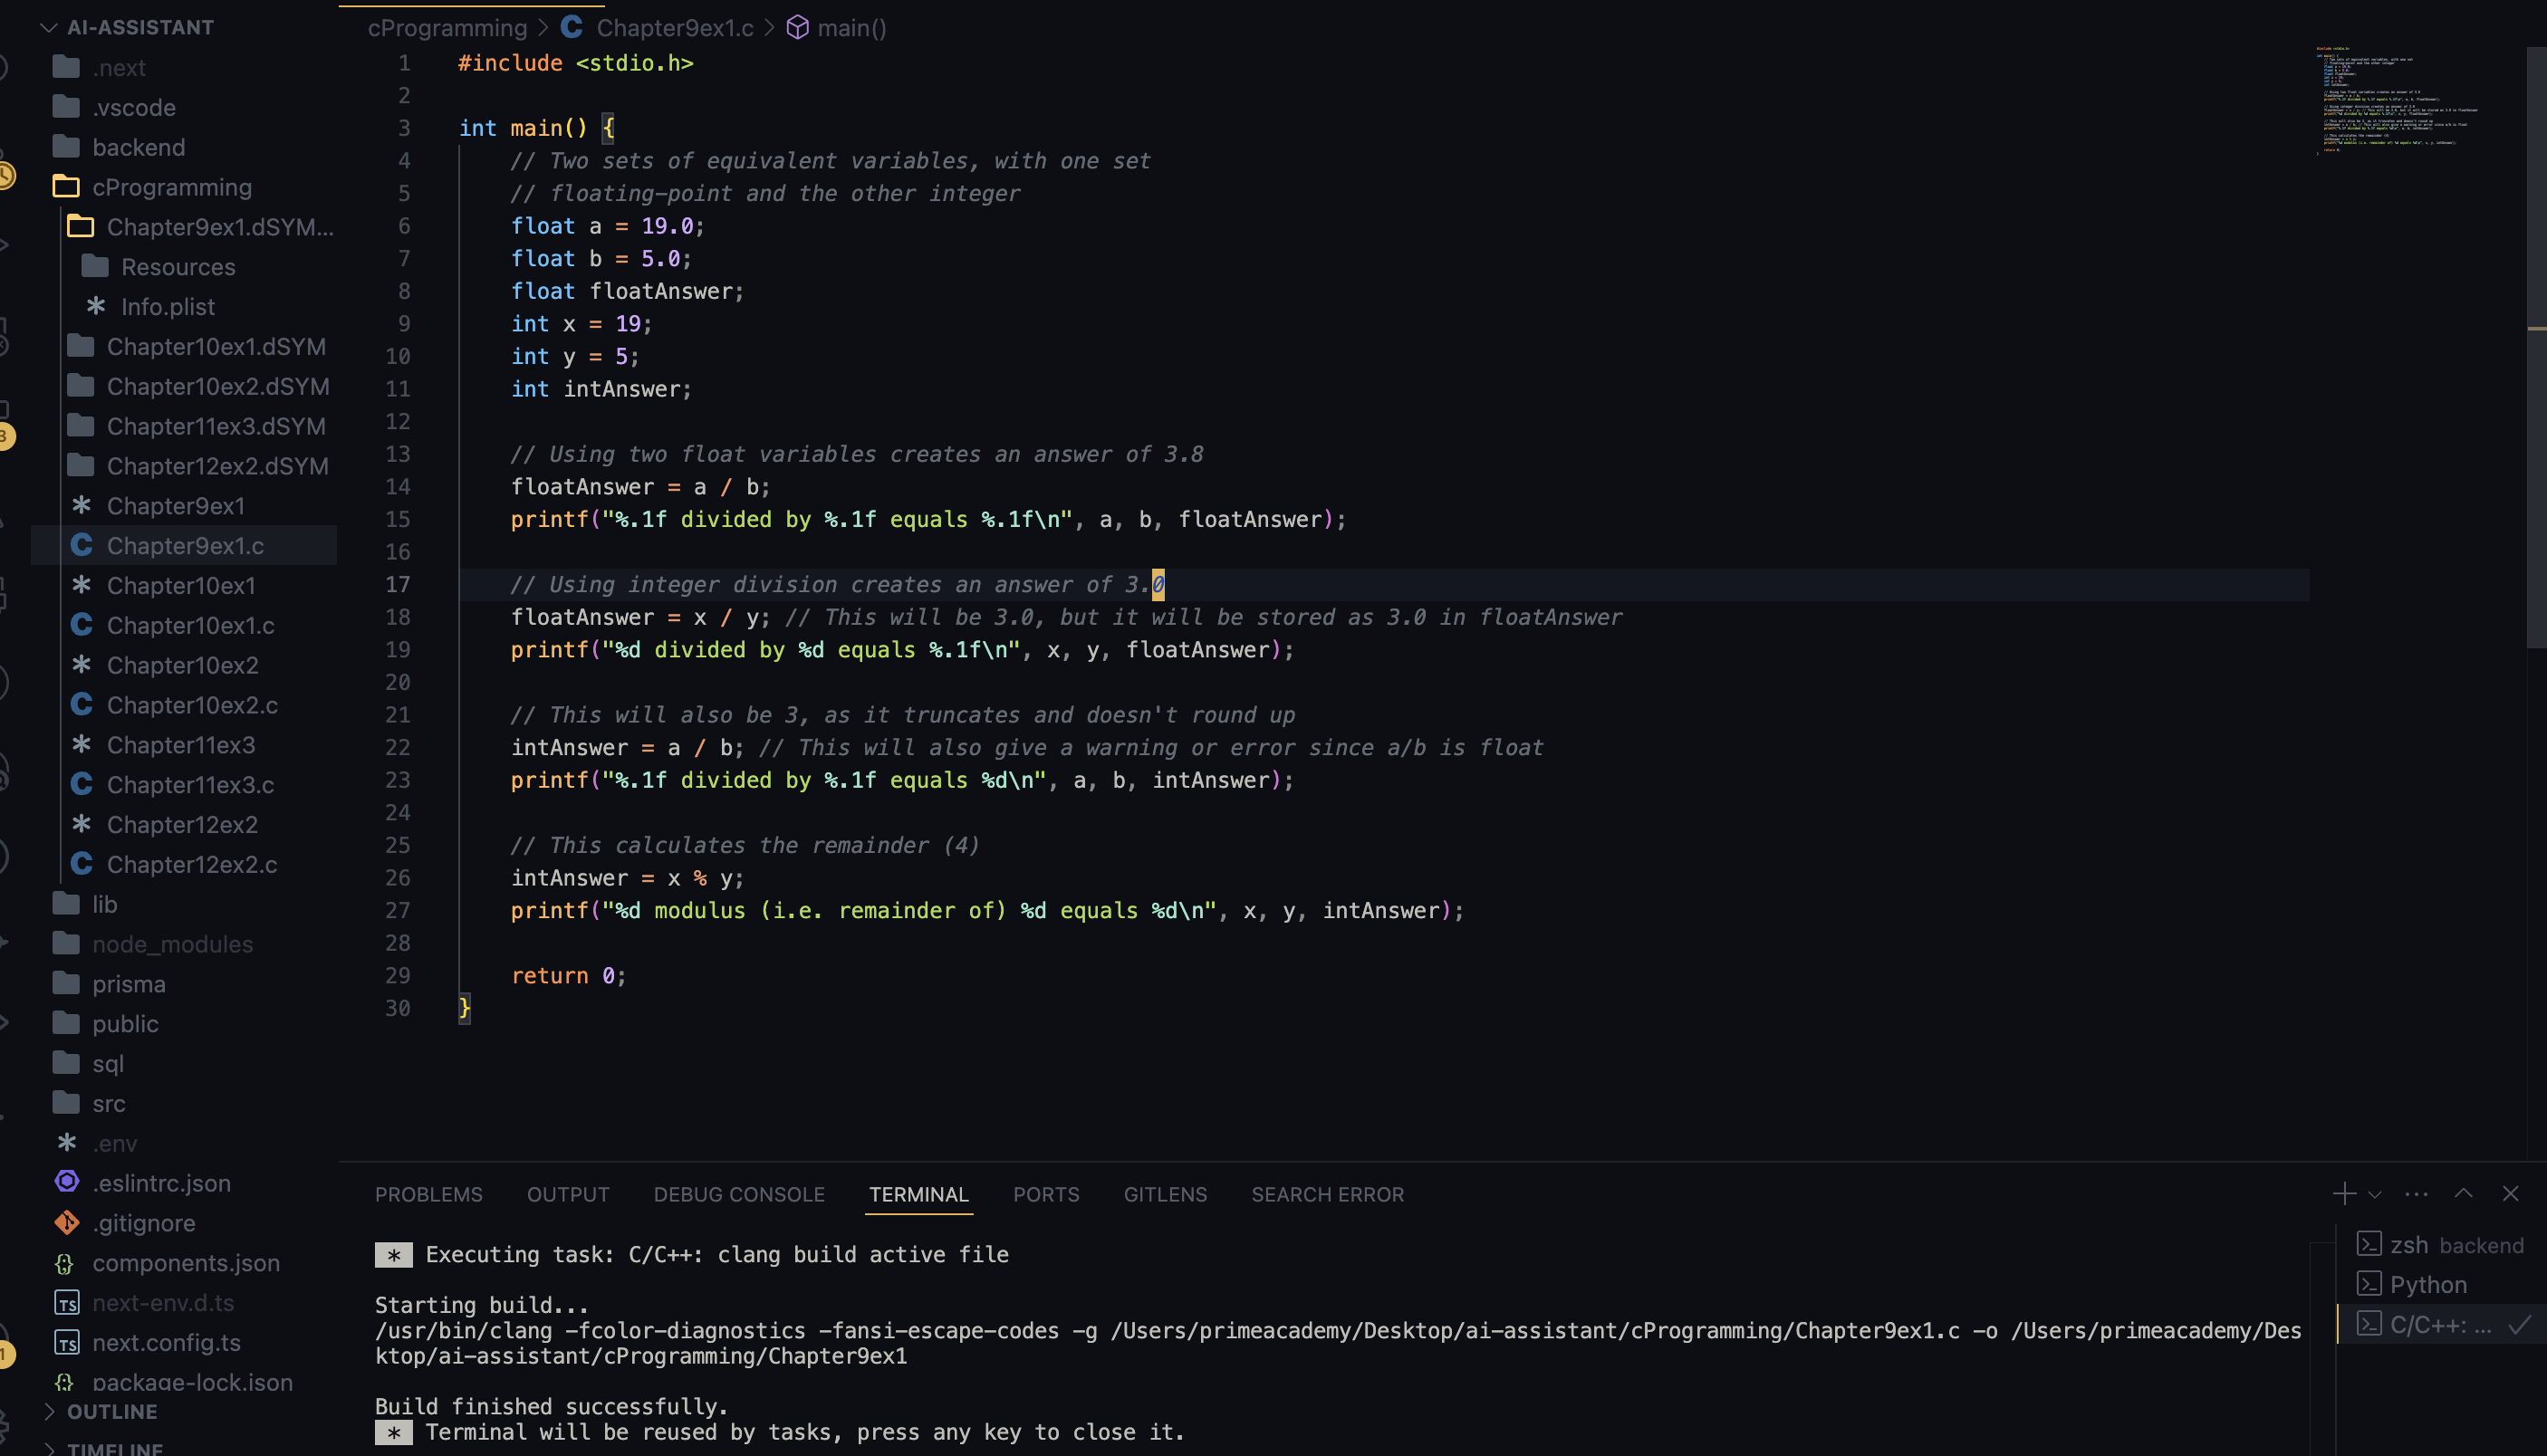 AI-ASSISTANT
.next
.vscode
backend
cProgramming
Chapter9ex1.dSYM...
Resources
Info.plist
Chapter10ex1.dSYM
Chapter10ex2.dSYM
Chapter11ex3.dSYM
Chapter12ex2.dSYM
Chapter9ex1
Chapter9ex1.c
Chapter10ex1
Chapter10ex1.c
Chapter10ex2
Chapter10ex2.c
Chapter11ex3
Chapter11ex3.c
Chapter12ex2
Chapter12ex2.c
lib
node_modules
prisma
public
sql
src
.env
.eslintrc.json
.gitignore
components.json
next-env.d.ts
next.config.ts
package-lock.json
OUTLINE
TIMELINE
3
1
cProgramming > C Chapter9ex1.c > main()
1 #include <stdio.h>
2
3 int main() {
4 // Two sets of equivalent variables, with one set
5 // floating-point and the other integer
6 float a = 19.0;
7 float b = 5.0;
8 float floatAnswer;
9 int x = 19;
10 int y = 5;
11 int intAnswer;
12
13 // Using two float variables creates an answer of 3.8
14 floatAnswer = a / b;
15 printf("%.1f divided by %.1f equals %.1f\n", a, b, floatAnswer);
16
17 // Using integer division creates an answer of 3.0
18 floatAnswer = x / y; // This will be 3.0, but it will be stored as 3.0 in floatAnswer
19 printf("%d divided by %d equals %.1f\n", x, y, floatAnswer);
20
21 // This will also be 3, as it truncates and doesn't round up
22 intAnswer = a / b; // This will also give a warning or error since a/b is float
23 printf("%.1f divided by %.1f equals %d\n", a, b, intAnswer);
24
25 // This calculates the remainder (4)
26 intAnswer = x % y;
27 printf("%d modulus (i.e. remainder of) %d equals %d\n", x, y, intAnswer);
28
29 return 0;
30 }
PROBLEMS OUTPUT DEBUG CONSOLE TERMINAL PORTS GITLENS SEARCH ERROR
* Executing task: C/C++: clang build active file
Starting build...
/usr/bin/clang -fcolor-diagnostics -fansi-escape-codes -g /Users/primeacademy/Desktop/ai-assistant/cProgramming/Chapter9ex1.c -o /Users/primeacademy/Des
ktop/ai-assistant/cProgramming/Chapter9ex1
Build finished successfully.
* Terminal will be reused by tasks, press any key to close it.
zsh backend
Python
C/C++: ...